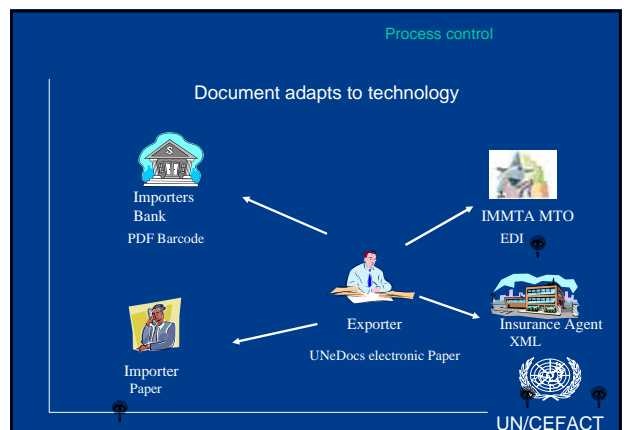 Process control
Document adapts to technology
Importers
Bank
PDF Barcode
IMMTA MTO
EDI
Exporter
UNeDocs electronic Paper
Insurance Agent
XML
Importer
Paper
UN/CEFACT